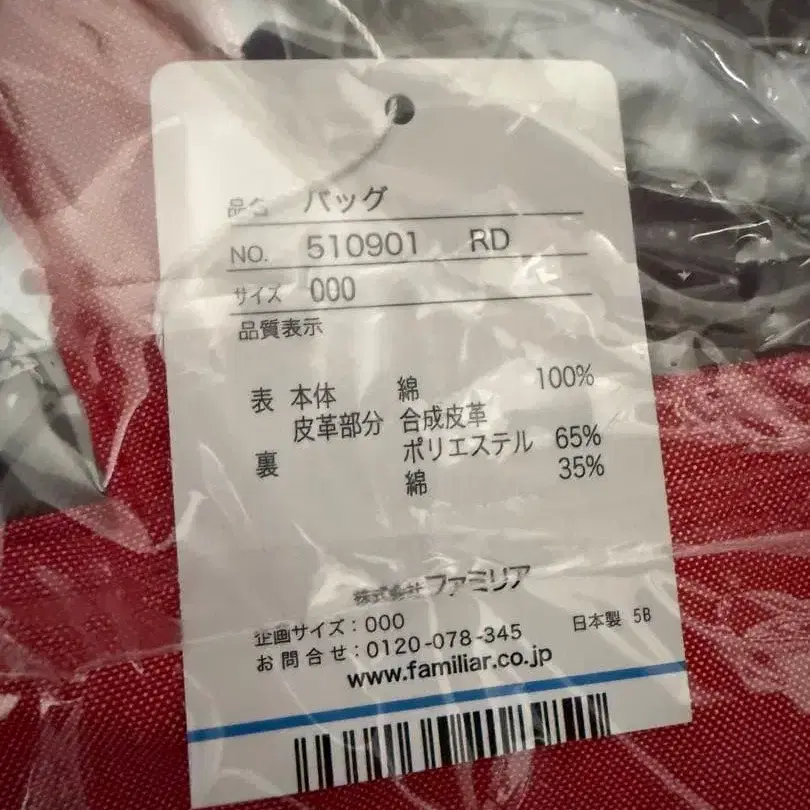 品名 バッグ
NO. 510901 RD
サイズ 000
品質表示
表 本体 綿 100%
皮革部分 合成皮革
裏 ポリエステル 65%
綿 35%
株式会社ファミリア
企画サイズ：000
日本製 5B
お問合せ：0120-078-345
www.familiar.co.jp